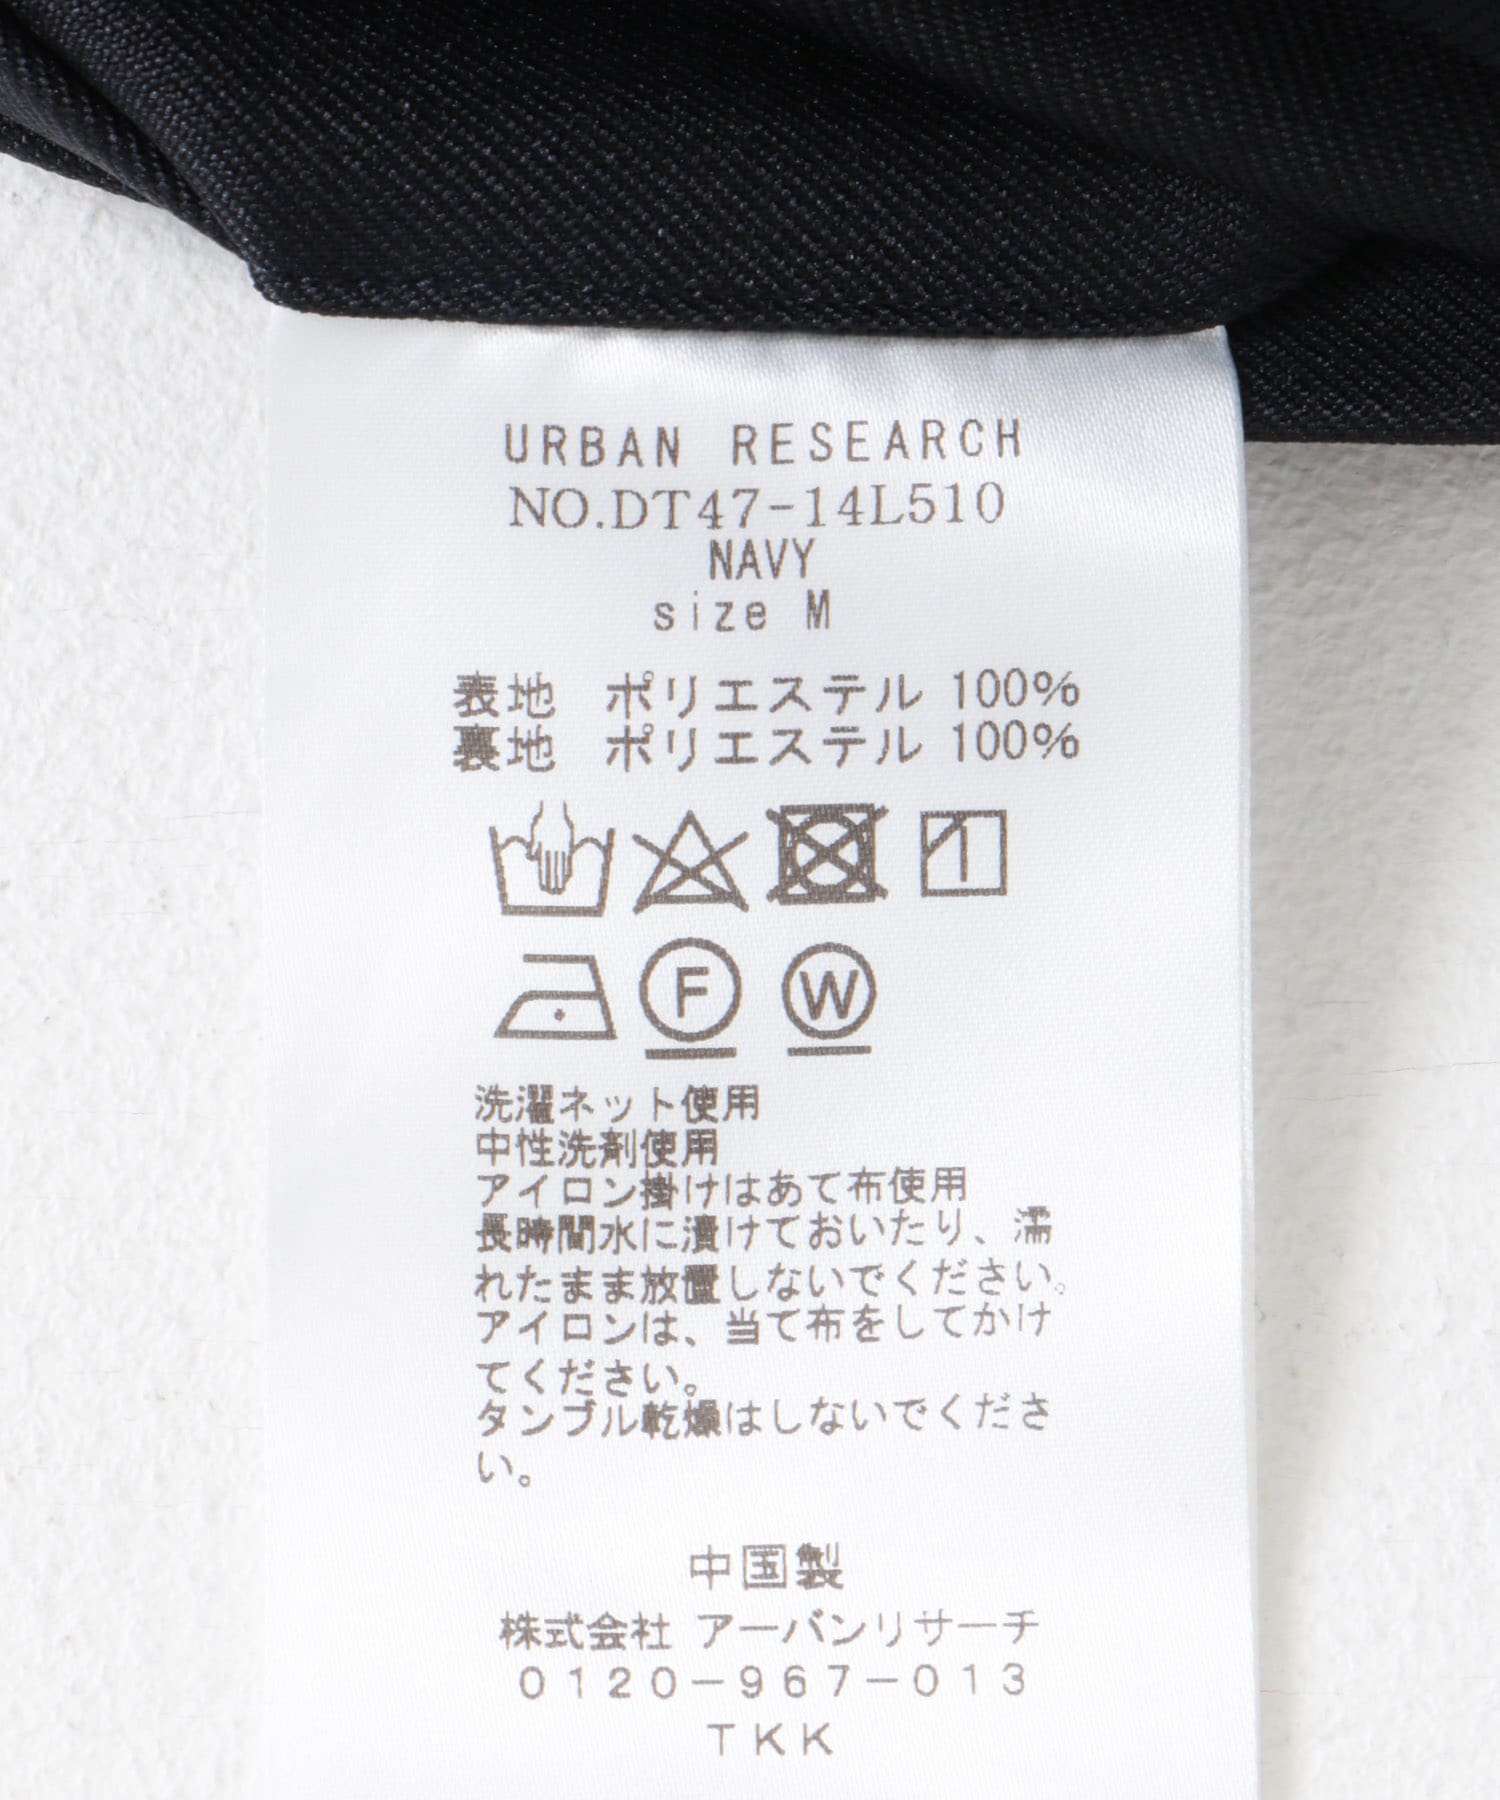 URBAN RESEARCH
NO.DT47-14L510
NAVY
size M
表地 ポリエステル 100%
裏地 ポリエステル 100%
F W
洗濯ネット使用
中性洗剤使用
アイロン掛けはあて布使用
長時間水に漬けておいたり、濡
れたまま放置しないでください。
アイロンは、当て布をしてかけ
てください。
タンブル乾燥はしないでくださ
い。
中国製
株式会社 アーバンリサーチ
0120-967-013
TKK